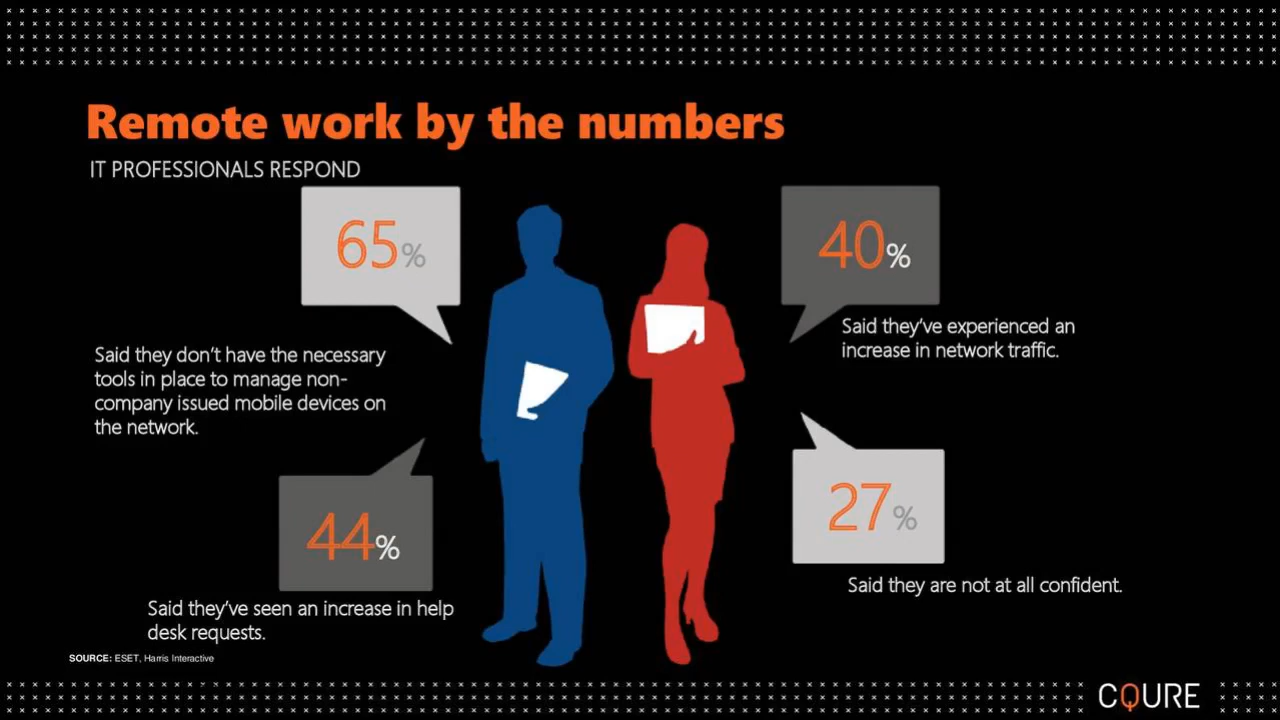 Remote work by the numbers
IT PROFESSIONALS RESPOND
65%
Said they don't have the necessary
tools in place to manage non-
company issued mobile devices on
the network.
40%
Said they've experienced an
increase in network traffic.
44%
Said they've seen an increase in help
desk requests.
27%
Said they are not at all confident.
SOURCE: ESET, Harris Interactive
CQURE